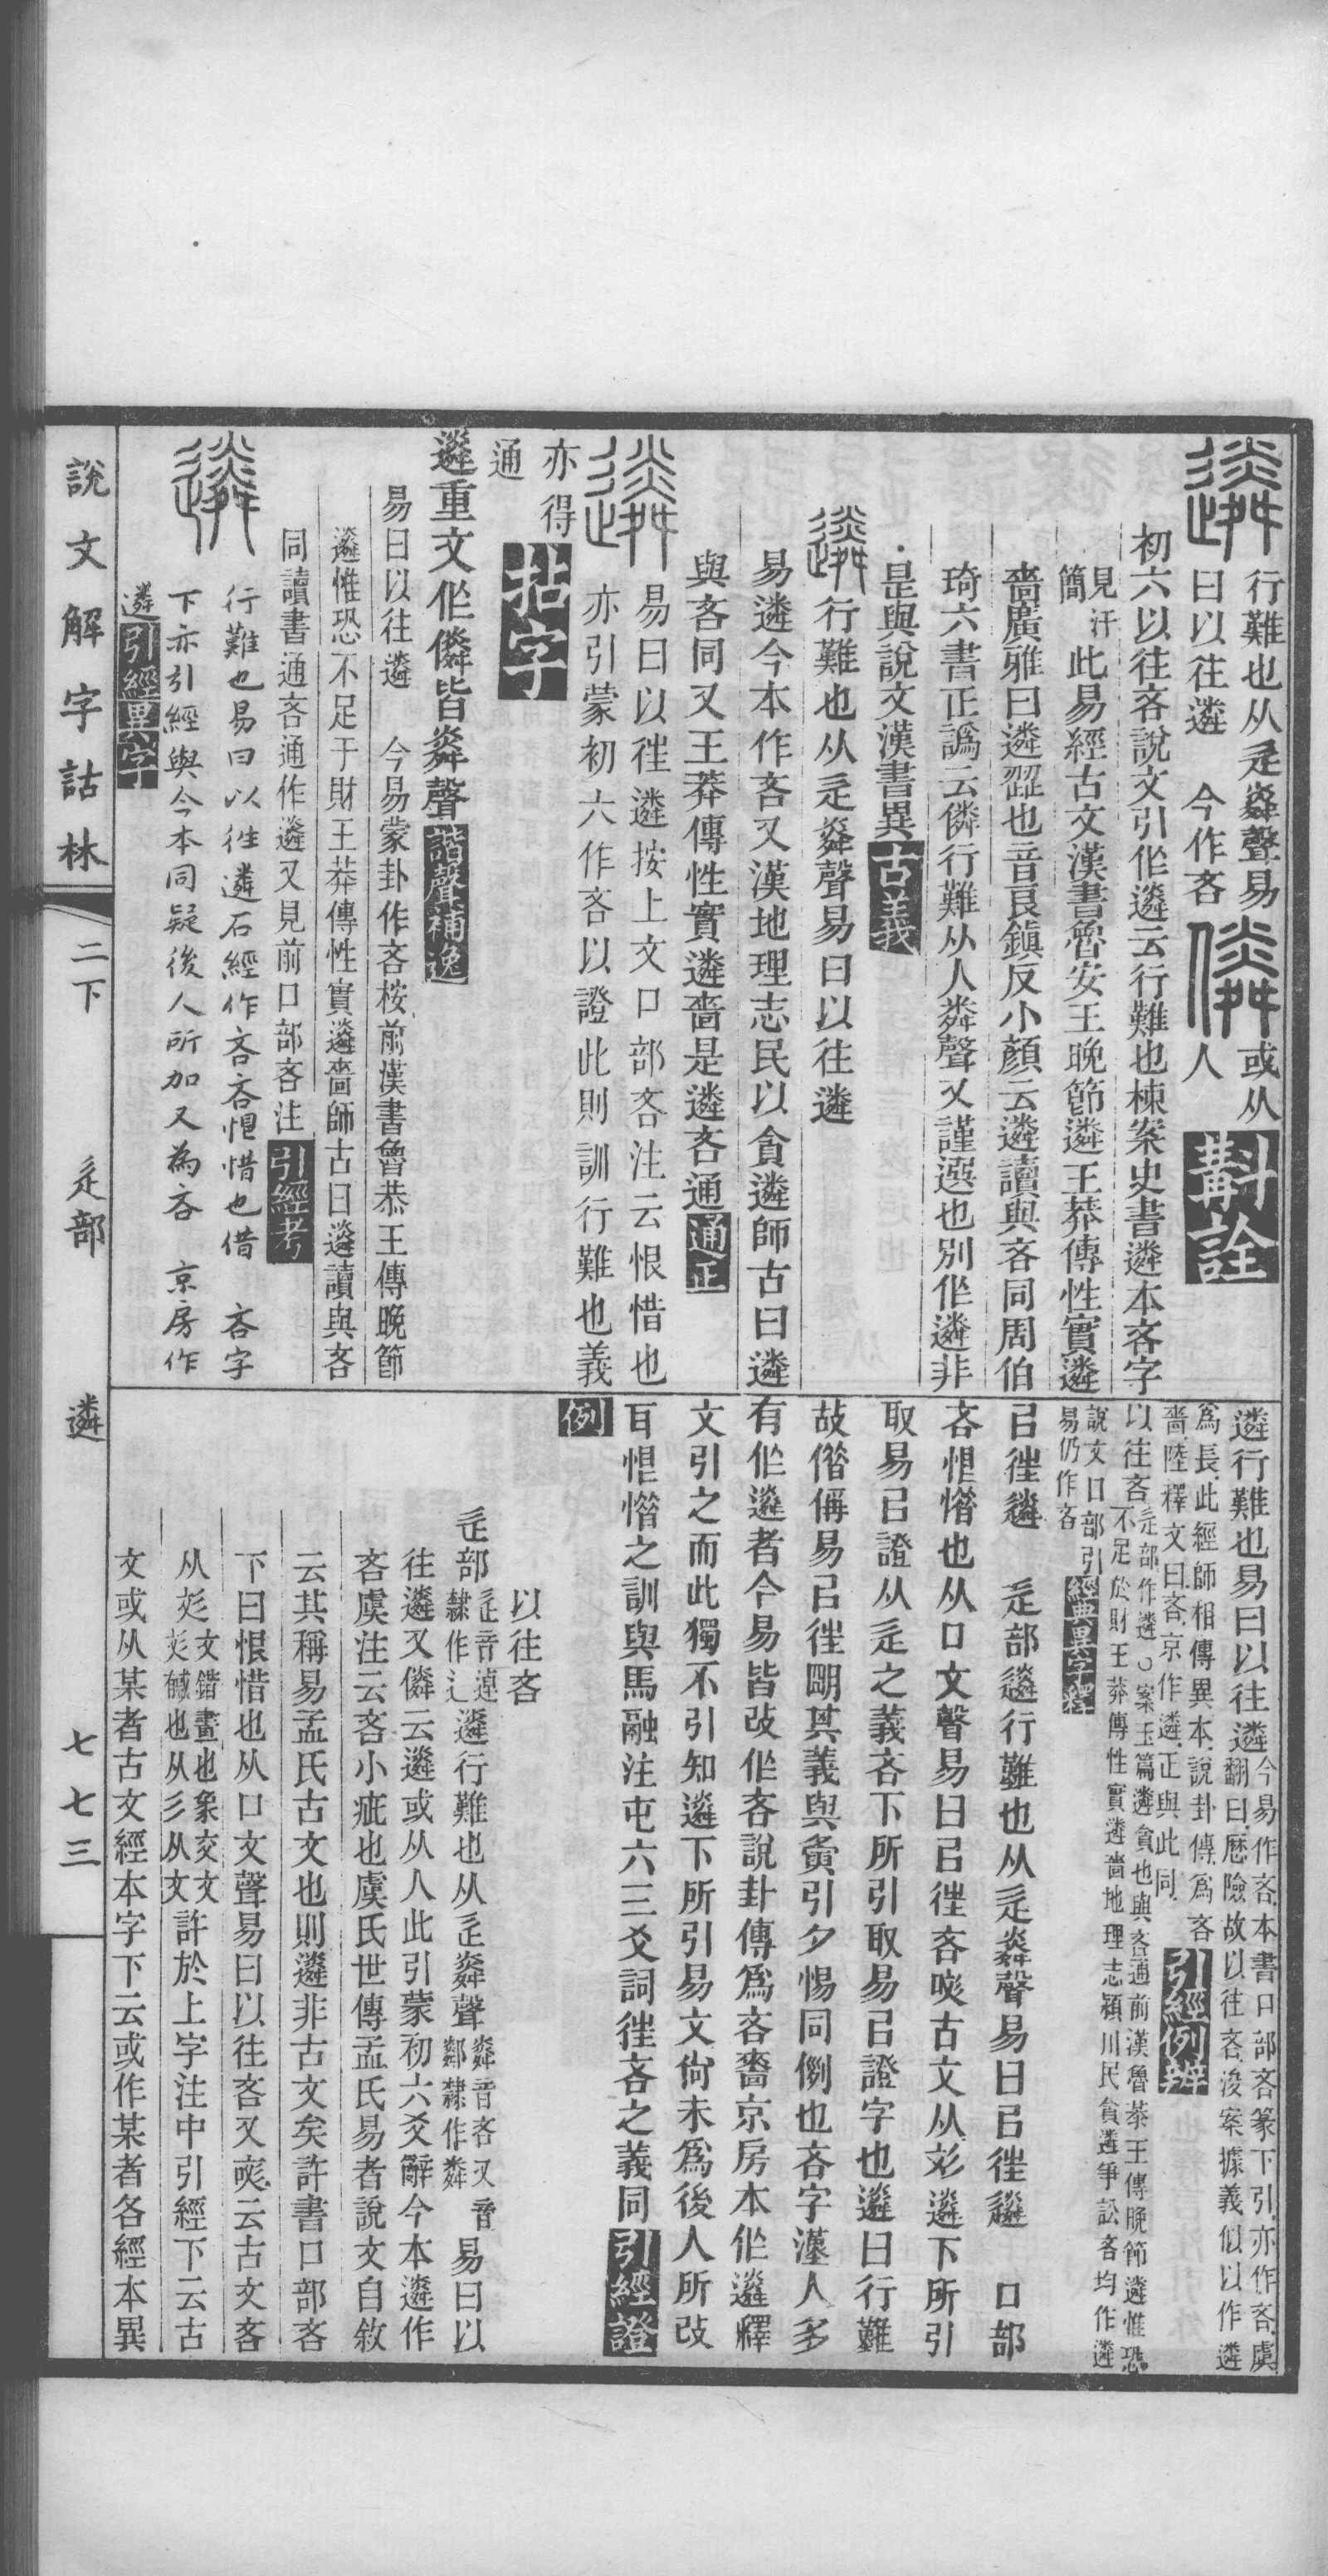 行難也从辵粦聲易
曰以往遴　今作吝
僯或从
人
斠詮
初六以往吝說文引作遴云行難也棟案史書遴本吝字
見汗
簡
此易經古文漢書魯安王晚節遴王莽傳性實遴
嗇廣雅曰遴歰也音艮鎮反小顏云遴讀與吝同周伯
琦六書正譌云僯行難从人粦聲又謹選也別作遴非
是與說文漢書異古義
行難也从辵粦聲易曰以往遴
易遴今本作吝又漢地理志民以貪遴師古曰遴
與吝同又王莽傳性實遴嗇是遴吝通通正
易曰以往遴按上文口部吝注云恨惜也
亦引蒙初六作吝以證此則訓行難也義
亦得
通
拈字
遴重文作僯皆粦聲諧聲補逸
易曰以往遴　今易蒙卦作吝桉前漢書魯恭王傳晚節
遴惟恐不足于財王莽傳性實遴嗇師古曰遴讀與吝
同讀書通吝通作遴又見前口部吝注引經考
行難也易曰以往遴石經作吝吝恨惜也借　吝字
下亦引經與今本同疑後人所加又為吝　京房作
遴引經異字
遴行難也易曰以往遴
今易作吝本書口部吝篆下引亦作吝虞
翻曰歷險故以往吝浚案據義似以作遴
為長此經師相傳異本說卦傳為吝
嗇陸釋文曰吝京作遴正與此同
引經例辨
以往吝
辵部作遴○案玉篇遴貪也與吝通前漢魯恭王傳晚節遴惟恐
不足於財王莽傳性實遴嗇地理志潁川民貪遴爭訟吝均作遴
說文口部引
易仍作吝
經典異字釋
㠯往遴　辵部遴行難也从辵粦聲易曰㠯往遴　口部
吝恨惜也从口文聲易曰㠯往吝㖁古文从彣遴下所引
取易㠯證从辵之義吝下所引取易㠯證字也遴曰行難
故偕偁易㠯往朙其義與夤引夕惕同例也吝字漢人多
有作遴者今易皆改作吝說卦傳為吝嗇京房本作遴釋
文引之而此獨不引知遴下所引易文尚未為後人所改
耳恨惜之訓與馬融注屯六三爻詞往吝之義同引經證
例
以往吝
辵部
辵音辶
隸作辶
遴行難也从辵粦聲
粦音吝又音
鄰隸作粦
易曰以
往遴又僯云遴或从人此引蒙初六爻辭今本遴作
吝虞注云吝小疵也虞氏世傳孟氏易者說文自敘
云其稱易孟氏古文也則遴非古文矣許書口部吝
下曰恨惜也从口文聲易曰以往吝又㖁云古文吝
从彣
文錯畫也象交文
彣䬑也从彡从文
許於上字注中引經下云古
文或从某者古文經本字下云或作某者各經本異
說文解字詁林
二下
辵部
遴
七七三